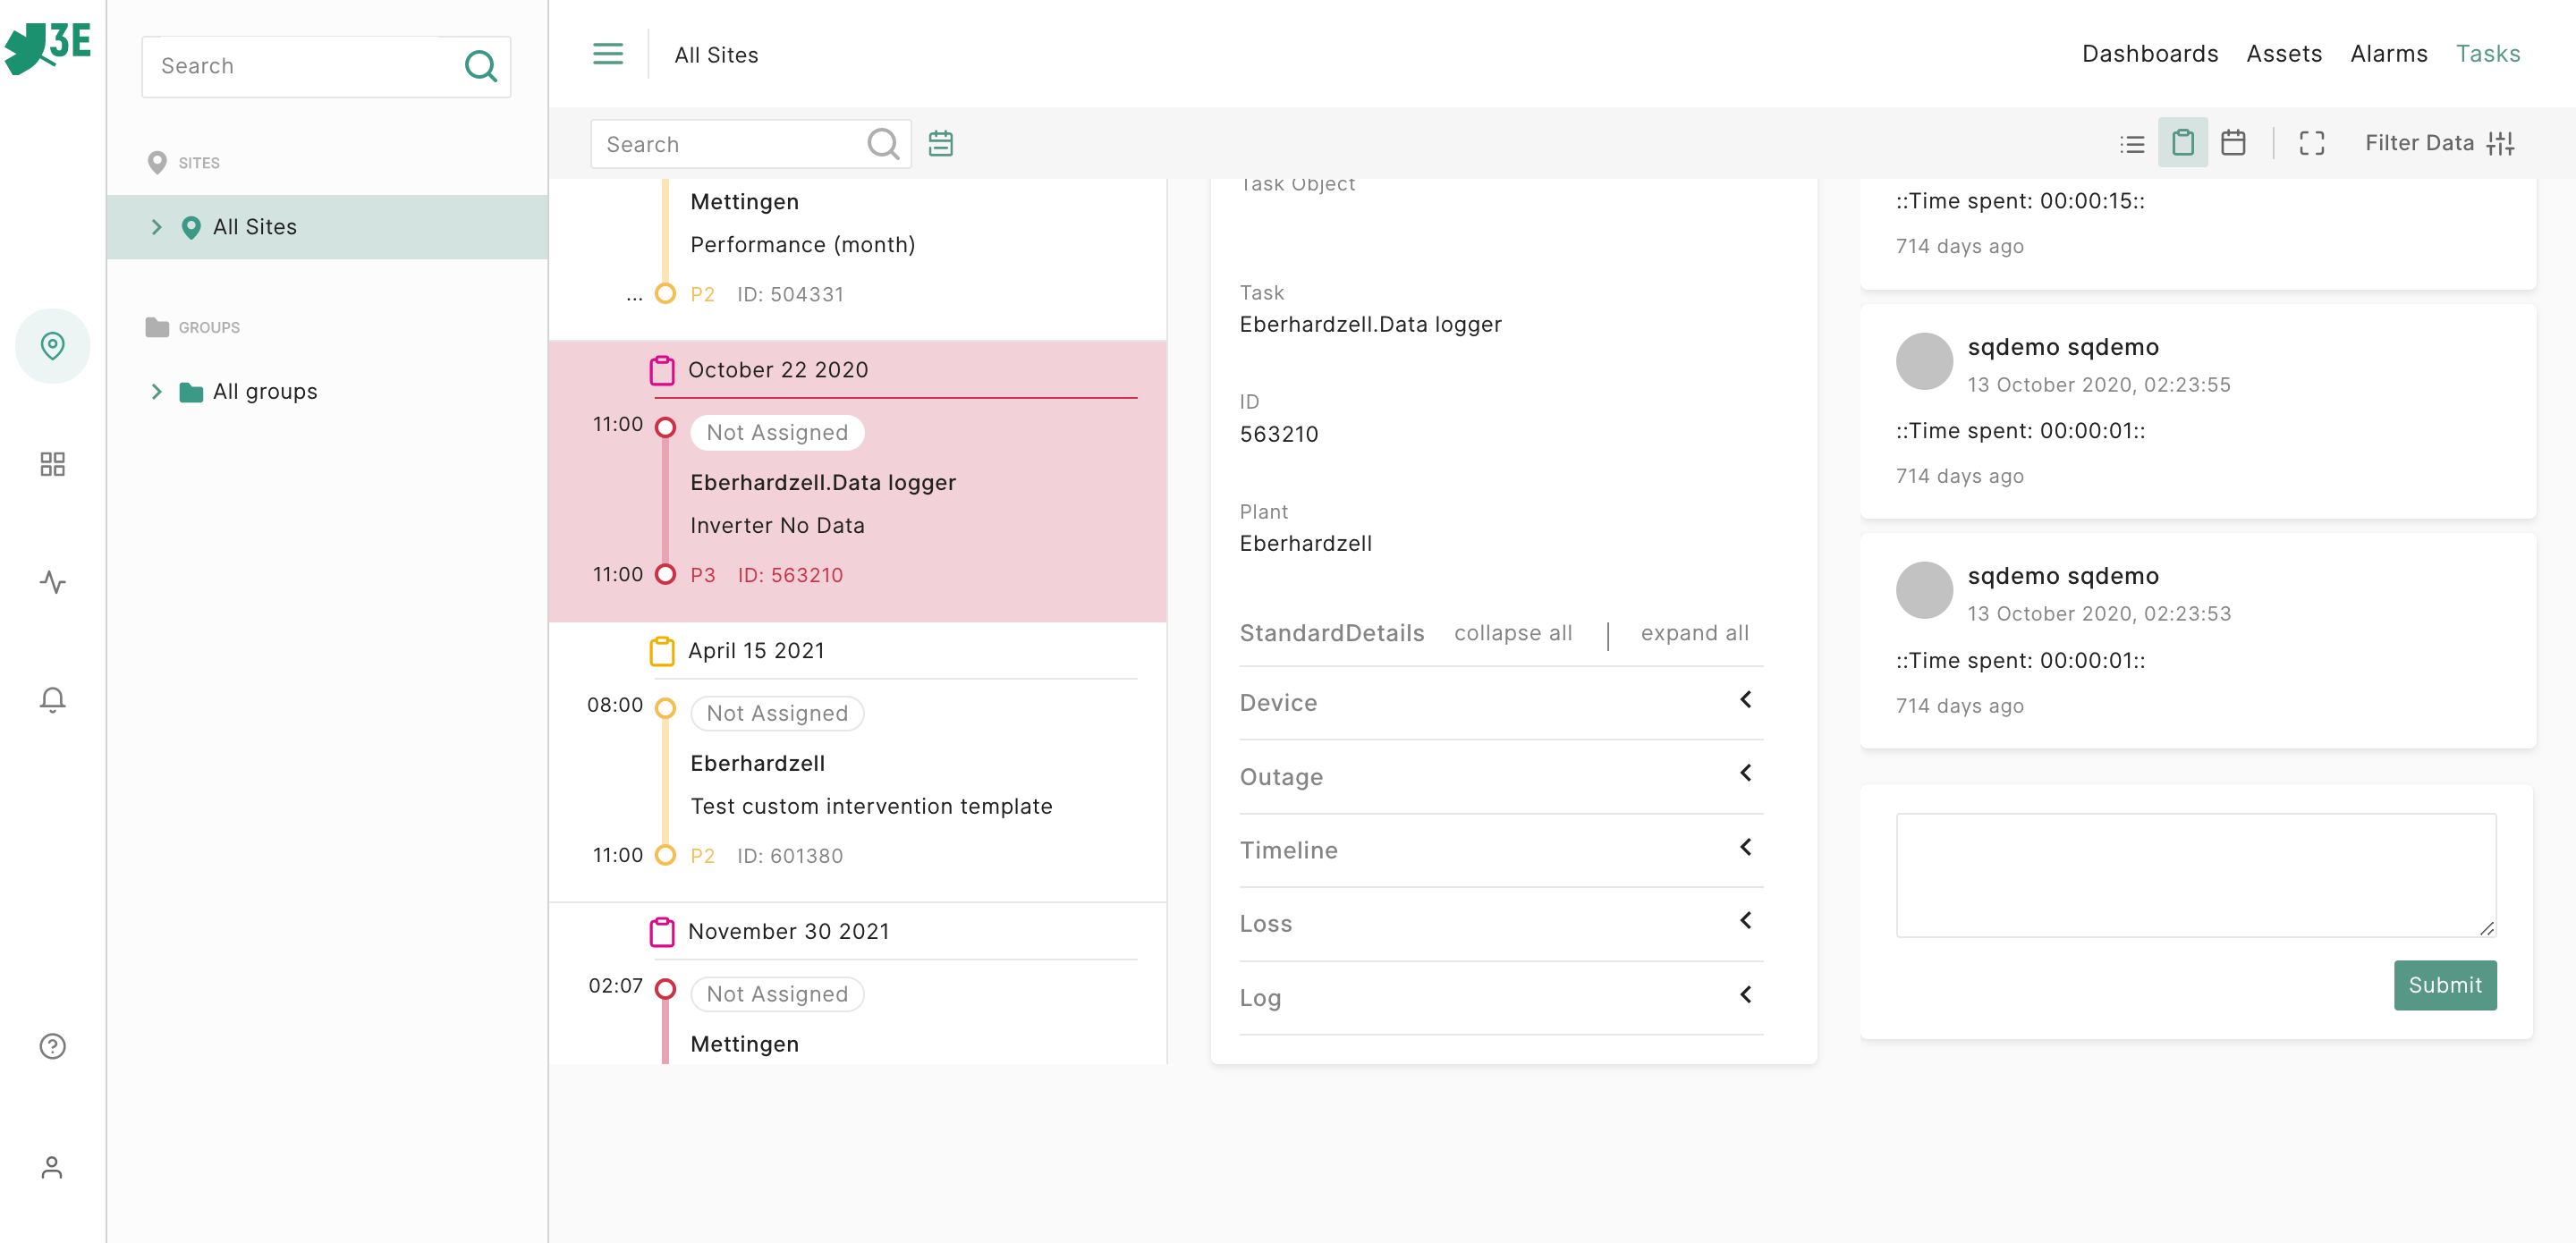 3E
Search
SITES
All Sites
GROUPS
All groups
All Sites
Dashboards Assets Alarms Tasks
Search
Filter Data
Mettingen
Performance (month)
... P2 ID: 504331
October 22 2020
11:00 Not Assigned
Eberhardzell.Data logger
Inverter No Data
11:00 P3 ID: 563210
April 15 2021
08:00 Not Assigned
Eberhardzell
Test custom intervention template
11:00 P2 ID: 601380
November 30 2021
02:07 Not Assigned
Mettingen
Task Object
Task
Eberhardzell.Data logger
ID
563210
Plant
Eberhardzell
StandardDetails collapse all | expand all
Device
Outage
Timeline
Loss
Log
::Time spent: 00:00:15::
714 days ago
sqdemo sqdemo
13 October 2020, 02:23:55
::Time spent: 00:00:01::
714 days ago
sqdemo sqdemo
13 October 2020, 02:23:53
::Time spent: 00:00:01::
714 days ago
Submit